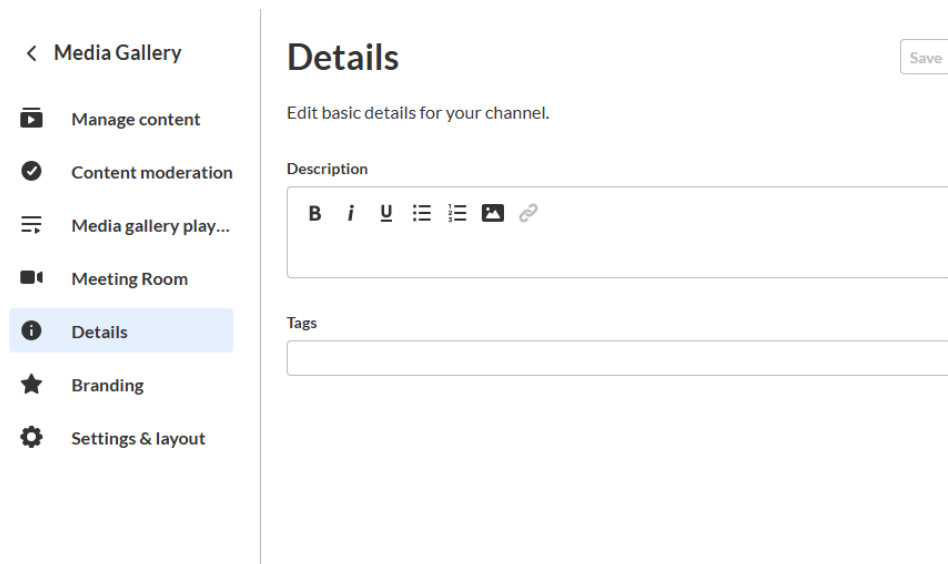 Media Gallery
Manage content
Content moderation
Media gallery play...
Meeting Room
Details
Branding
Settings & layout
Details
Save
Edit basic details for your channel.
Description
B i U
Tags